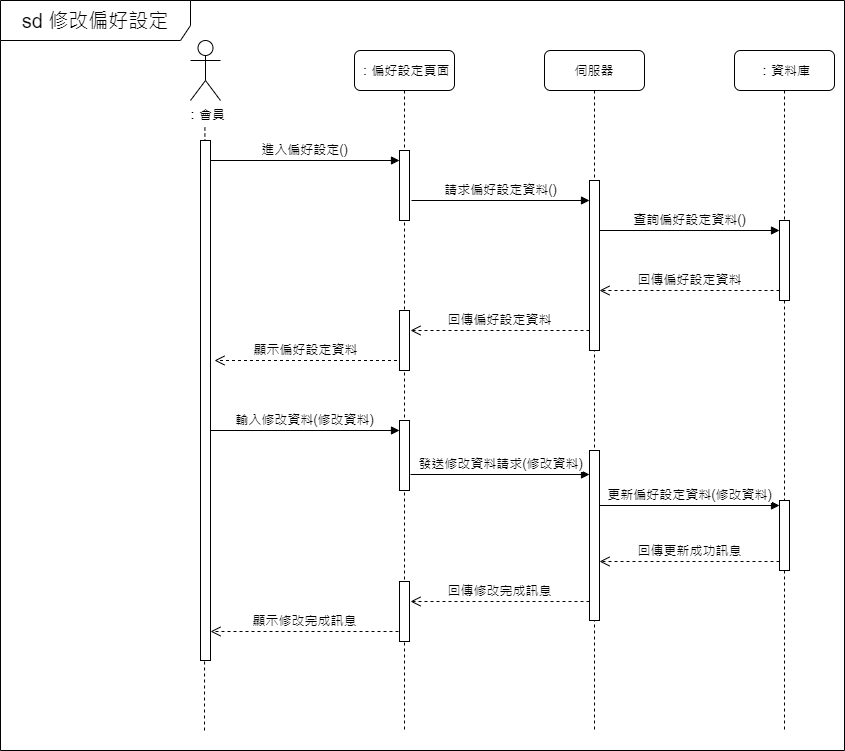 sd 修改偏好設定
：會員
：偏好設定頁面
伺服器
：資料庫
進入偏好設定()
請求偏好設定資料()
查詢偏好設定資料()
回傳偏好設定資料
回傳偏好設定資料
顯示偏好設定資料
輸入修改資料(修改資料)
發送修改資料請求(修改資料)
更新偏好設定資料(修改資料)
回傳更新成功訊息
回傳修改完成訊息
顯示修改完成訊息